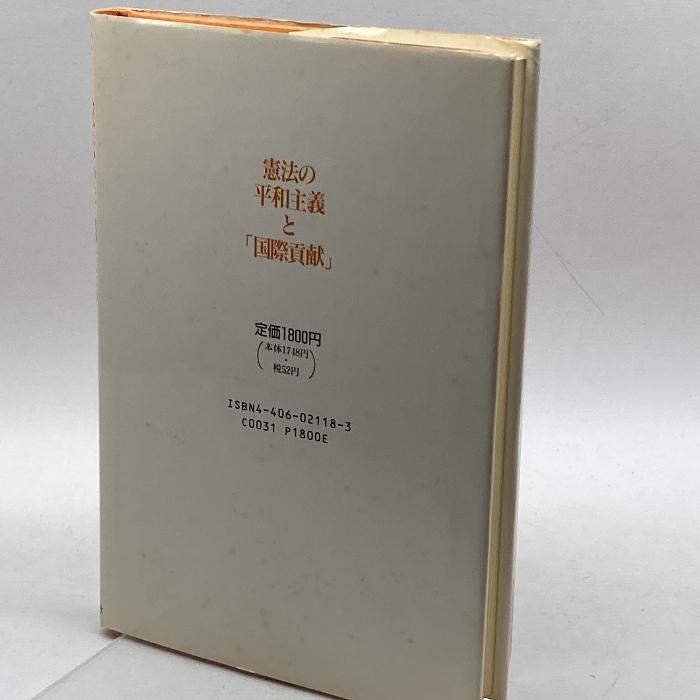 憲法の
平和主義
と
「国際貢献」
定価1800円
(本体1748円
・
税52円)
ISBN4-406-02118-3
C0031 P1800E